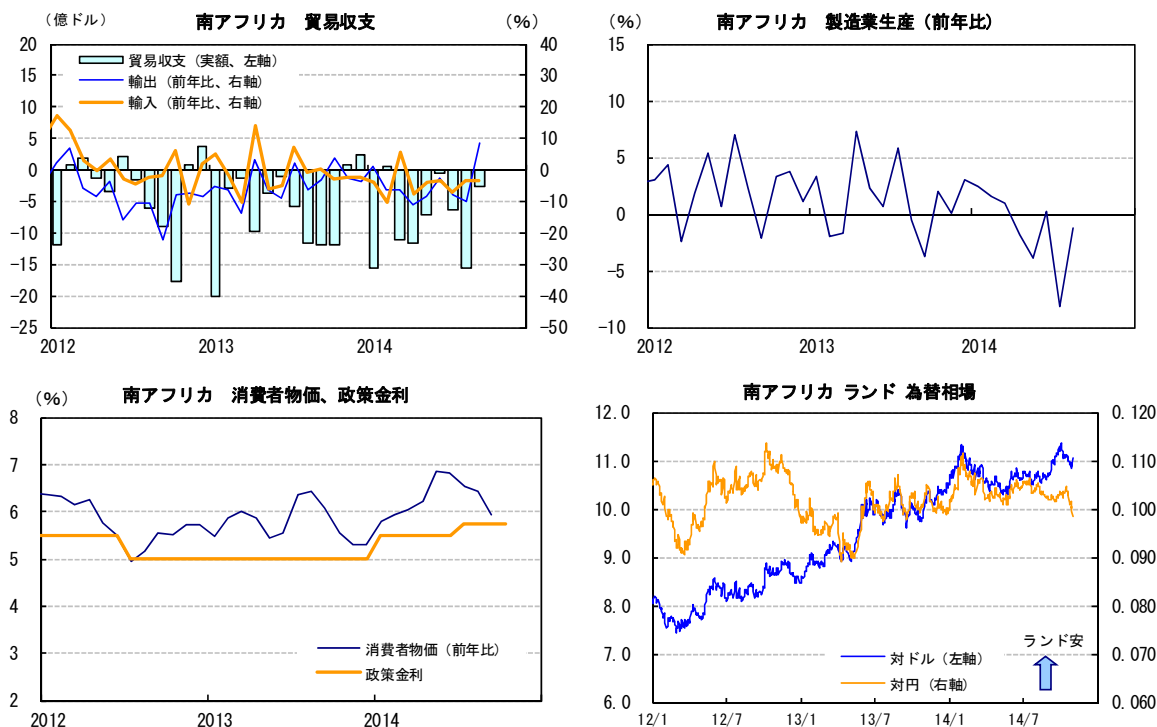 南アフリカ 貿易収支
（億ドル）
（%）
20
15
10
5
0
-5
-10
-15
-20
-25
40
30
20
10
0
-10
-20
-30
-40
-50
貿易収支（実額、左軸）
輸出（前年比、右軸）
輸入（前年比、右軸）
2012 2013 2014
南アフリカ 製造業生産（前年比）
（%）
15
10
5
0
-5
-10
2012 2013 2014
南アフリカ 消費者物価、政策金利
（%）
8
7
6
5
4
3
2
消費者物価（前年比）
政策金利
2012 2013 2014
南アフリカ ランド 為替相場
12.0
11.0
10.0
9.0
8.0
7.0
6.0
0.120
0.110
0.100
0.090
0.080
0.070
0.060
ランド安
対ドル（左軸）
対円（右軸）
12/1 12/7 13/1 13/7 14/1 14/7